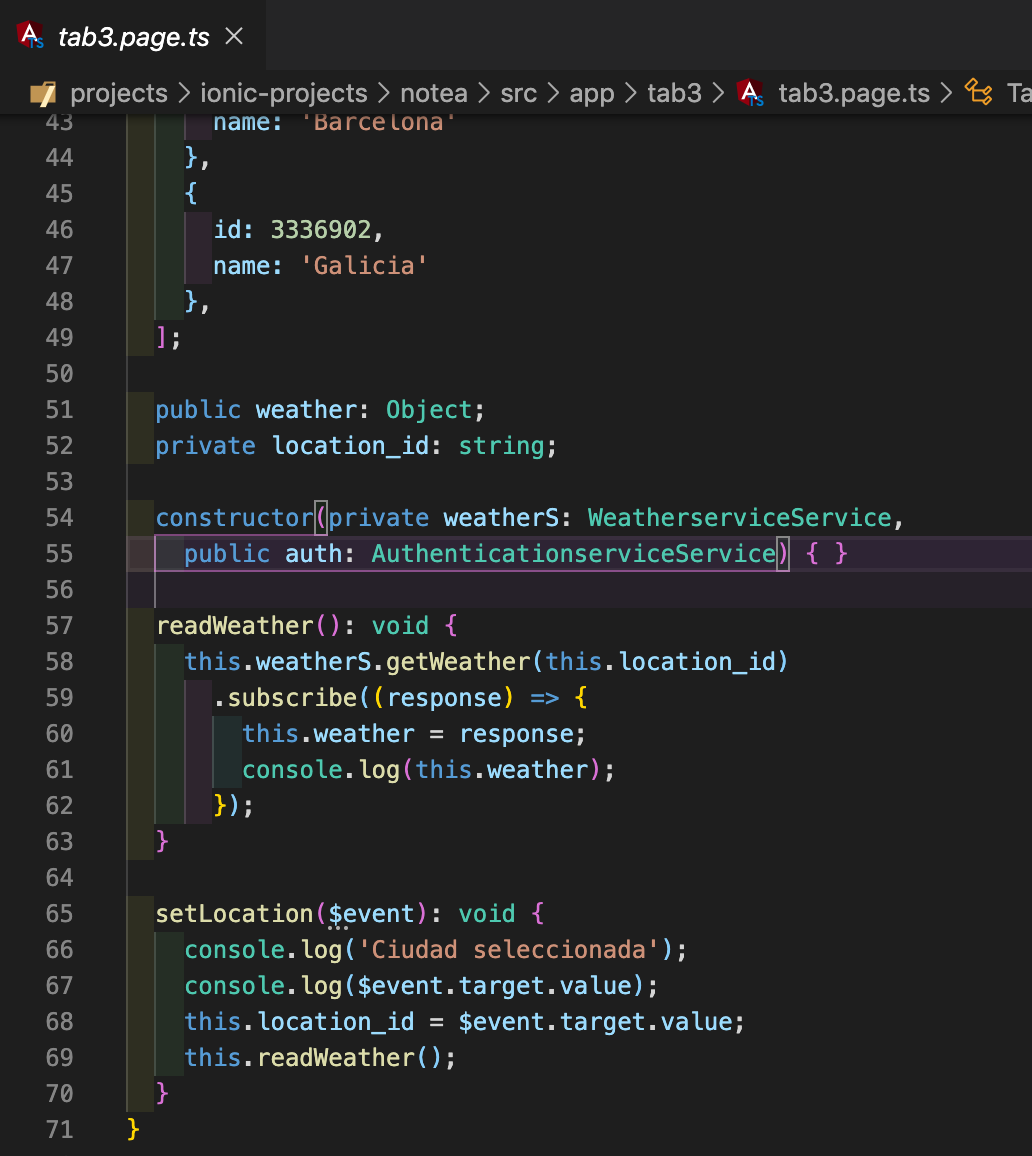 tab3.page.ts
projects > ionic-projects > notea > src > app > tab3 > tab3.page.ts > Ta
43 name: 'Barcelona'
44 },
45 {
46 id: 3336902,
47 name: 'Galicia'
48 },
49 ];
50
51 public weather: Object;
52 private location_id: string;
53
54 constructor(private weatherS: WeatherserviceService,
55 public auth: AuthenticationserviceService) { }
56
57 readWeather(): void {
58 this.weatherS.getWeather(this.location_id)
59 .subscribe((response) => {
60 this.weather = response;
61 console.log(this.weather);
62 });
63 }
64
65 setLocation($event): void {
66 console.log('Ciudad seleccionada');
67 console.log($event.target.value);
68 this.location_id = $event.target.value;
69 this.readWeather();
70 }
71 }